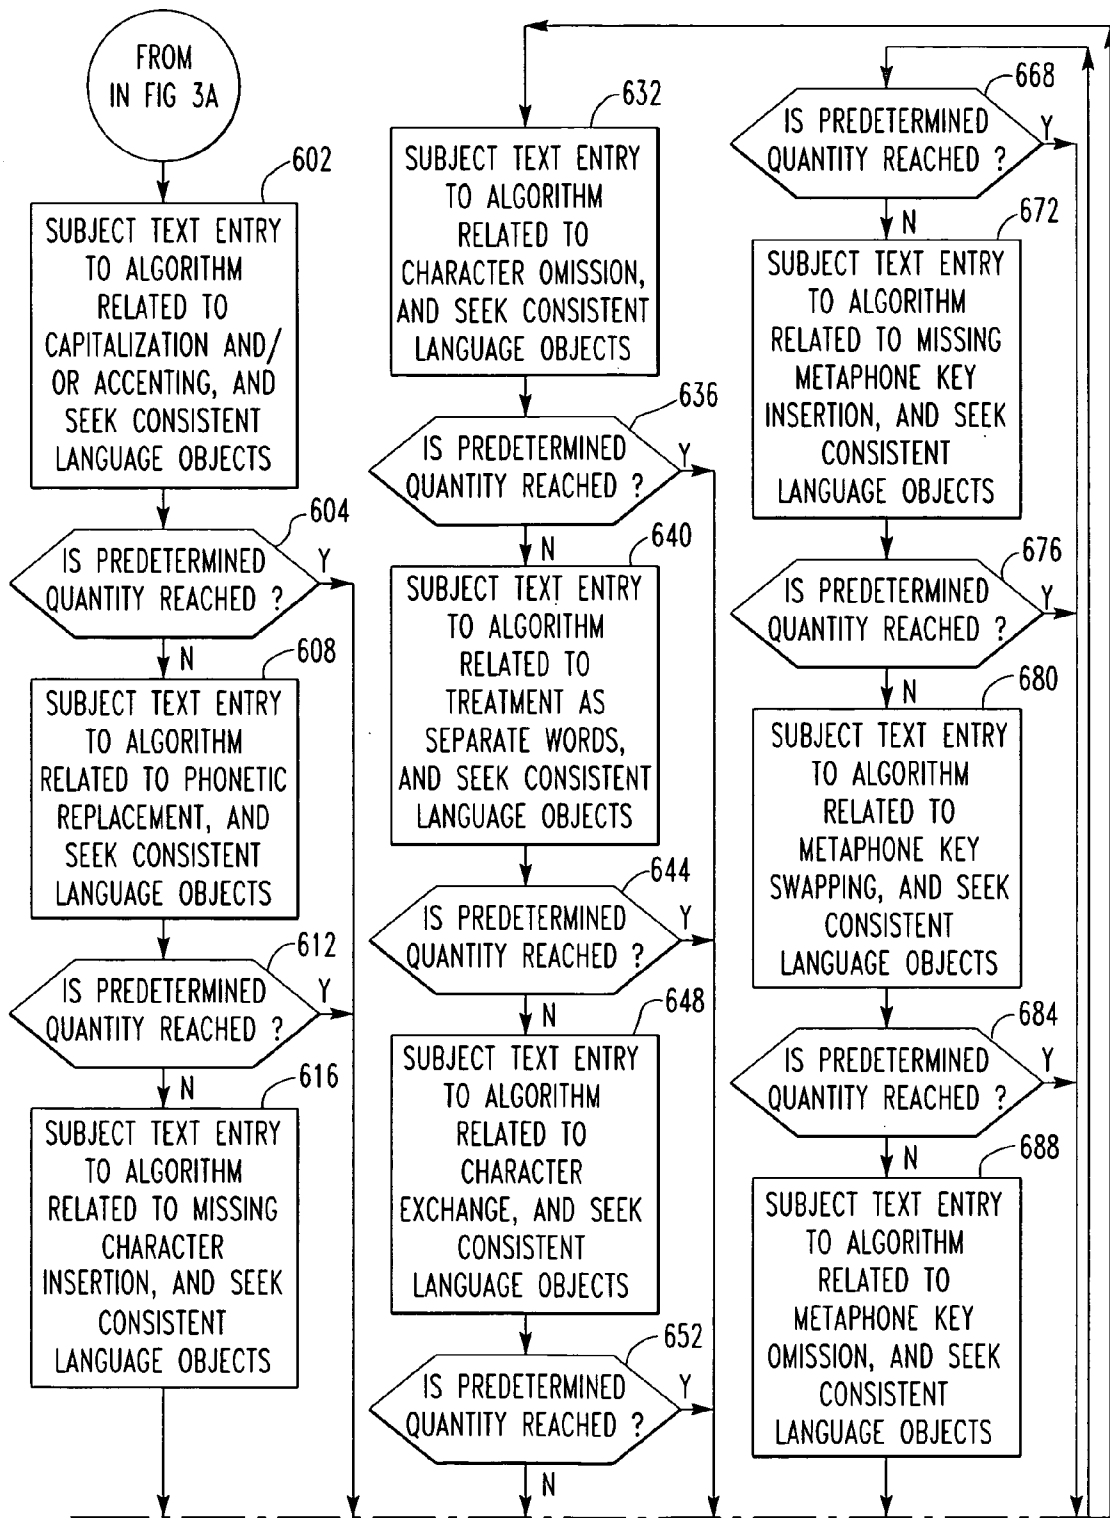 FROM
IN FIG 3A
602
SUBJECT TEXT ENTRY
TO ALGORITHM
RELATED TO
CAPITALIZATION AND/
OR ACCENTING, AND
SEEK CONSISTENT
LANGUAGE OBJECTS
604
IS PREDETERMINED
QUANTITY REACHED ?
Y
N
608
SUBJECT TEXT ENTRY
TO ALGORITHM
RELATED TO PHONETIC
REPLACEMENT, AND
SEEK CONSISTENT
LANGUAGE OBJECTS
612
IS PREDETERMINED
QUANTITY REACHED ?
Y
N
616
SUBJECT TEXT ENTRY
TO ALGORITHM
RELATED TO MISSING
CHARACTER
INSERTION, AND SEEK
CONSISTENT
LANGUAGE OBJECTS
632
SUBJECT TEXT ENTRY
TO ALGORITHM
RELATED TO
CHARACTER OMISSION,
AND SEEK CONSISTENT
LANGUAGE OBJECTS
636
IS PREDETERMINED
QUANTITY REACHED ?
Y
N
640
SUBJECT TEXT ENTRY
TO ALGORITHM
RELATED TO
TREATMENT AS
SEPARATE WORDS,
AND SEEK CONSISTENT
LANGUAGE OBJECTS
644
IS PREDETERMINED
QUANTITY REACHED ?
Y
N
648
SUBJECT TEXT ENTRY
TO ALGORITHM
RELATED TO
CHARACTER
EXCHANGE, AND SEEK
CONSISTENT
LANGUAGE OBJECTS
652
IS PREDETERMINED
QUANTITY REACHED ?
Y
N
668
IS PREDETERMINED
QUANTITY REACHED ?
Y
N
672
SUBJECT TEXT ENTRY
TO ALGORITHM
RELATED TO MISSING
METAPHONE KEY
INSERTION, AND SEEK
CONSISTENT
LANGUAGE OBJECTS
676
IS PREDETERMINED
QUANTITY REACHED ?
Y
N
680
SUBJECT TEXT ENTRY
TO ALGORITHM
RELATED TO
METAPHONE KEY
SWAPPING, AND SEEK
CONSISTENT
LANGUAGE OBJECTS
684
IS PREDETERMINED
QUANTITY REACHED ?
Y
N
688
SUBJECT TEXT ENTRY
TO ALGORITHM
RELATED TO
METAPHONE KEY
OMISSION, AND SEEK
CONSISTENT
LANGUAGE OBJECTS